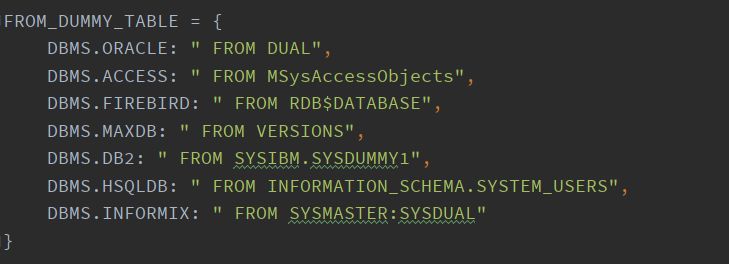 FROM_DUMMY_TABLE = {
    DBMS.ORACLE: " FROM DUAL",
    DBMS.ACCESS: " FROM MSysAccessObjects",
    DBMS.FIREBIRD: " FROM RDB$DATABASE",
    DBMS.MAXDB: " FROM VERSIONS",
    DBMS.DB2: " FROM SYSIBM.SYSDUMMY1",
    DBMS.HSQLDB: " FROM INFORMATION_SCHEMA.SYSTEM_USERS",
    DBMS.INFORMIX: " FROM SYSMASTER:SYSDUAL"
}